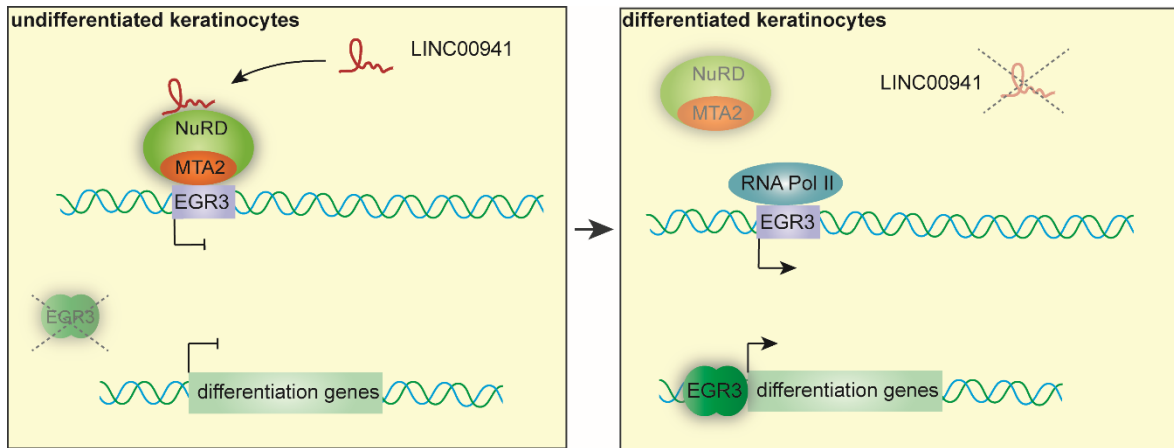 undifferentiated keratinocytes
LINC00941
NuRD
MTA2
EGR3
EGR3
differentiation genes
differentiated keratinocytes
NuRD
MTA2
LINC00941
RNA Pol II
EGR3
EGR3
differentiation genes